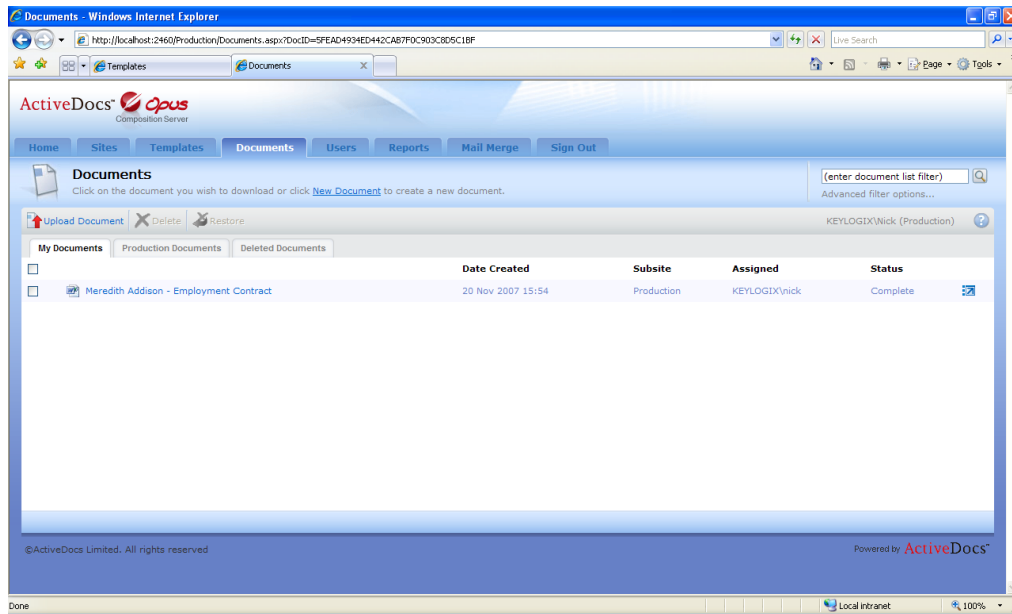 Documents - Windows Internet Explorer
http://localhost:2460/Production/Documents.aspx?DocID=5FEAD4934ED442CAB7F0C903C8D5C1BF
Live Search
Templates
Documents
Page
Tools
ActiveDocs Opus
Composition Server
Home Sites Templates Documents Users Reports Mail Merge Sign Out
Documents
Click on the document you wish to download or click New Document to create a new document.
(enter document list filter)
Advanced filter options...
Upload Document Delete Restore
KEYLOGIX\Nick (Production)
My Documents Production Documents Deleted Documents
Date Created Subsite Assigned Status
Meredith Addison - Employment Contract 20 Nov 2007 15:54 Production KEYLOGIX\nick Complete
©ActiveDocs Limited. All rights reserved
Powered by ActiveDocs™
Done
Local intranet
100%